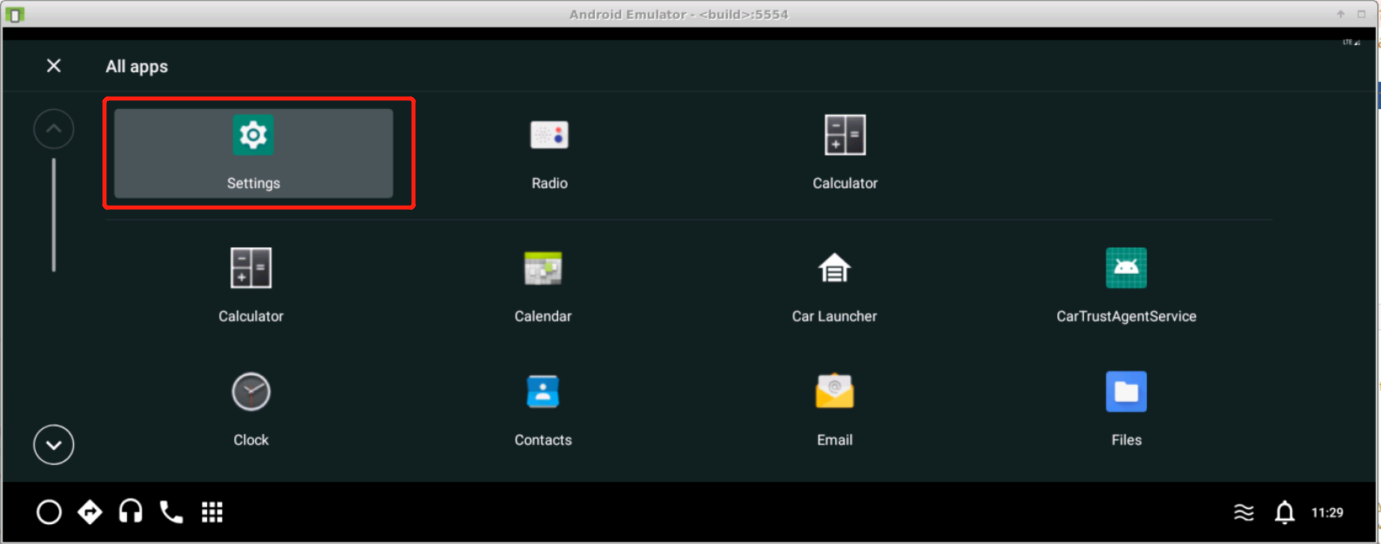 Android Emulator - <build>:5554
LTE
All apps
Settings
Radio
Calculator
Calculator
Calendar
Car Launcher
CarTrustAgentService
Clock
Contacts
Email
Files
11:29